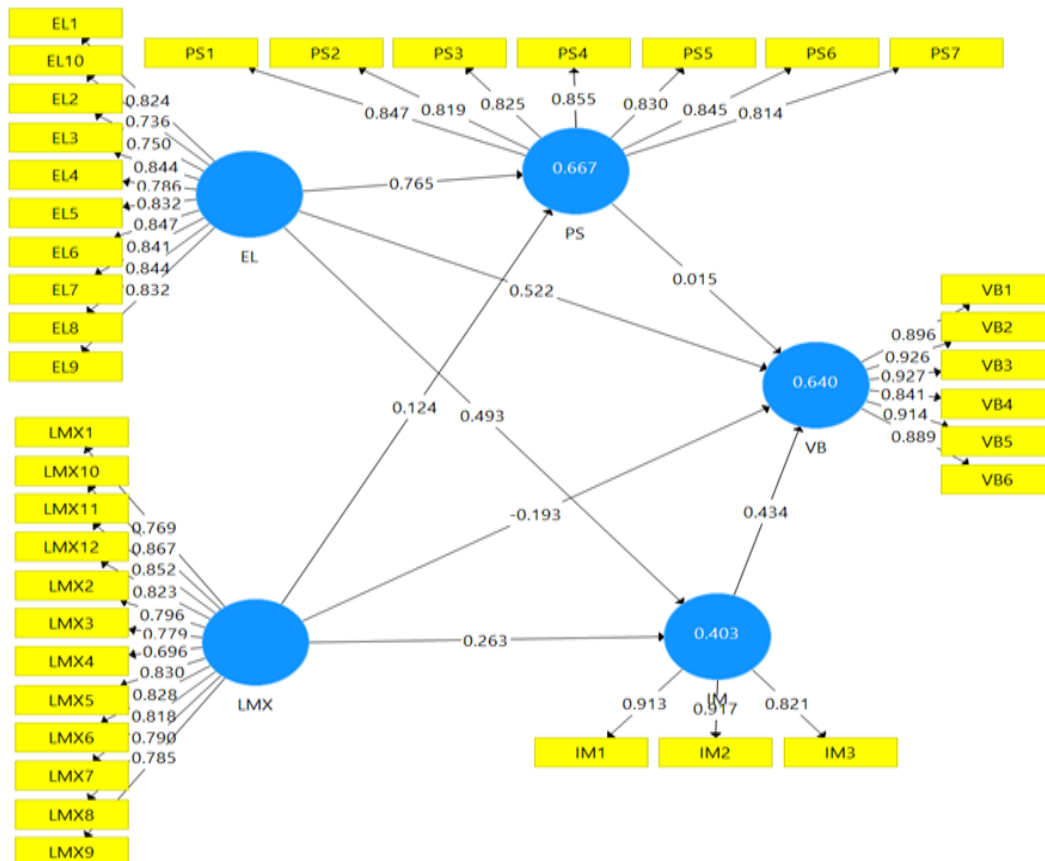 EL1
EL10
EL2
EL3
EL4
EL5
EL6
EL7
EL8
EL9
0.824
0.736
0.750
0.844
0.786
0.832
0.847
0.841
0.844
0.832
EL
PS1
PS2
PS3
PS4
PS5
PS6
PS7
0.847
0.819
0.825
0.855
0.830
0.845
0.814
0.667
PS
0.765
0.522
0.015
0.124
0.493
-0.193
0.434
0.263
VB1
VB2
VB3
VB4
VB5
VB6
0.896
0.926
0.927
0.841
0.914
0.889
0.640
VB
LMX1
LMX10
LMX11
LMX12
LMX2
LMX3
LMX4
LMX5
LMX6
LMX7
LMX8
LMX9
0.769
0.867
0.852
0.823
0.796
0.779
0.696
0.830
0.828
0.818
0.790
0.785
LMX
0.403
IM
0.913
0.917
0.821
IM1
IM2
IM3